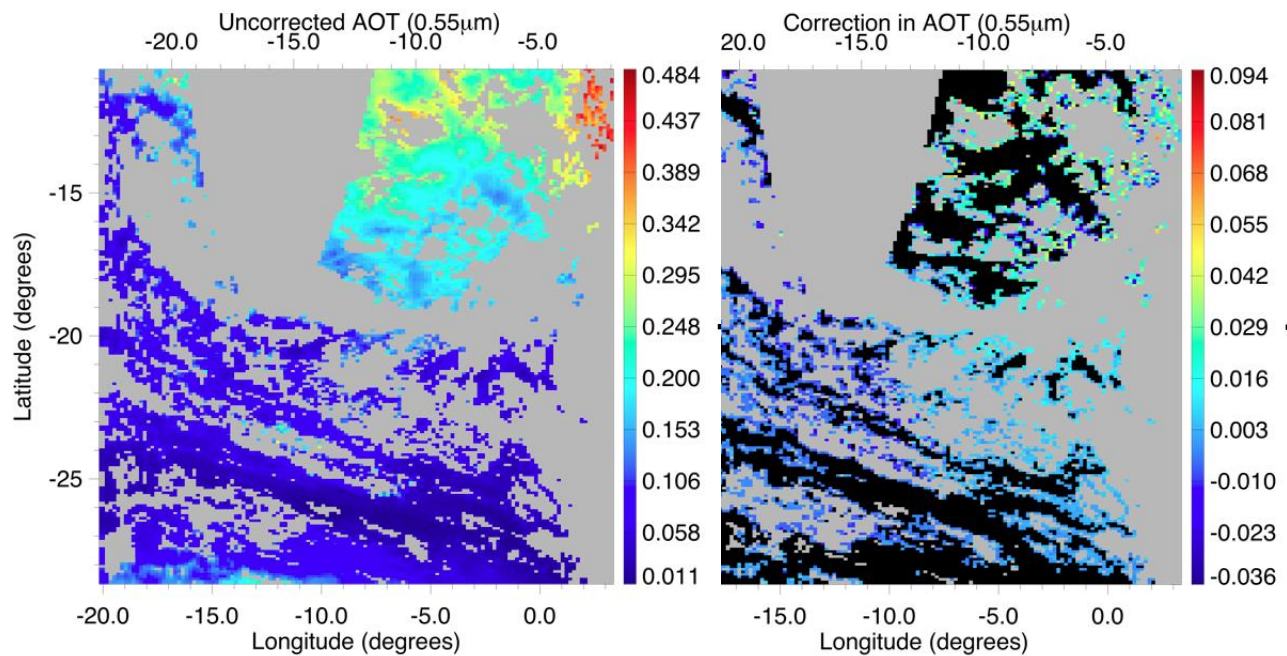 Uncorrected AOT (0.55μm)
-20.0 -15.0 -10.0 -5.0
Correction in AOT (0.55μm)
-20.0 -15.0 -10.0 -5.0
Latitude (degrees)
-15
-20
-25
0.484
0.437
0.389
0.342
0.295
0.248
0.200
0.153
0.106
0.058
0.011
0.094
0.081
0.068
0.055
0.042
0.029
0.016
0.003
-0.010
-0.023
-0.036
-20.0 -15.0 -10.0 -5.0 0.0
Longitude (degrees)
-15.0 -10.0 -5.0 0.0
Longitude (degrees)